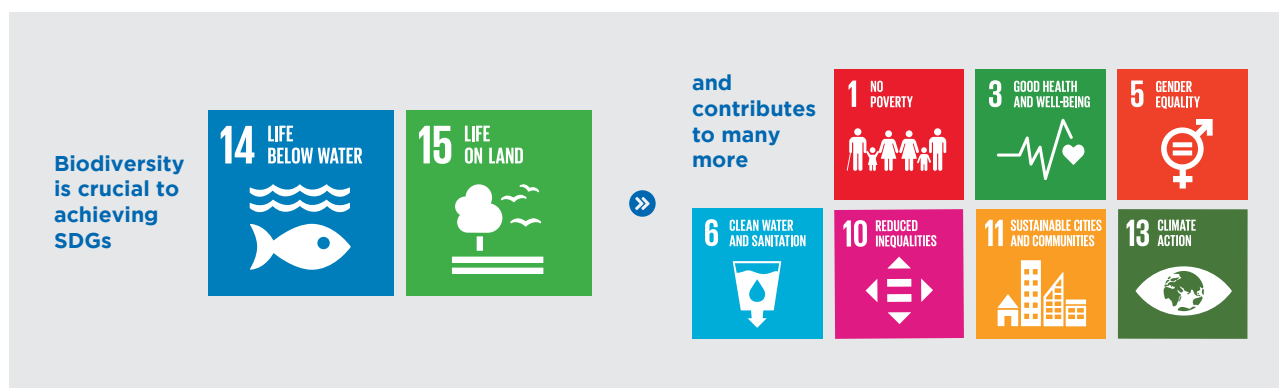 Biodiversity
is crucial to
achieving
SDGs
14 LIFE
BELOW WATER
15 LIFE
ON LAND
and
contributes
to many
more
1 NO
POVERTY
3 GOOD HEALTH
AND WELL-BEING
5 GENDER
EQUALITY
6 CLEAN WATER
AND SANITATION
10 REDUCED
INEQUALITIES
11 SUSTAINABLE CITIES
AND COMMUNITIES
13 CLIMATE
ACTION